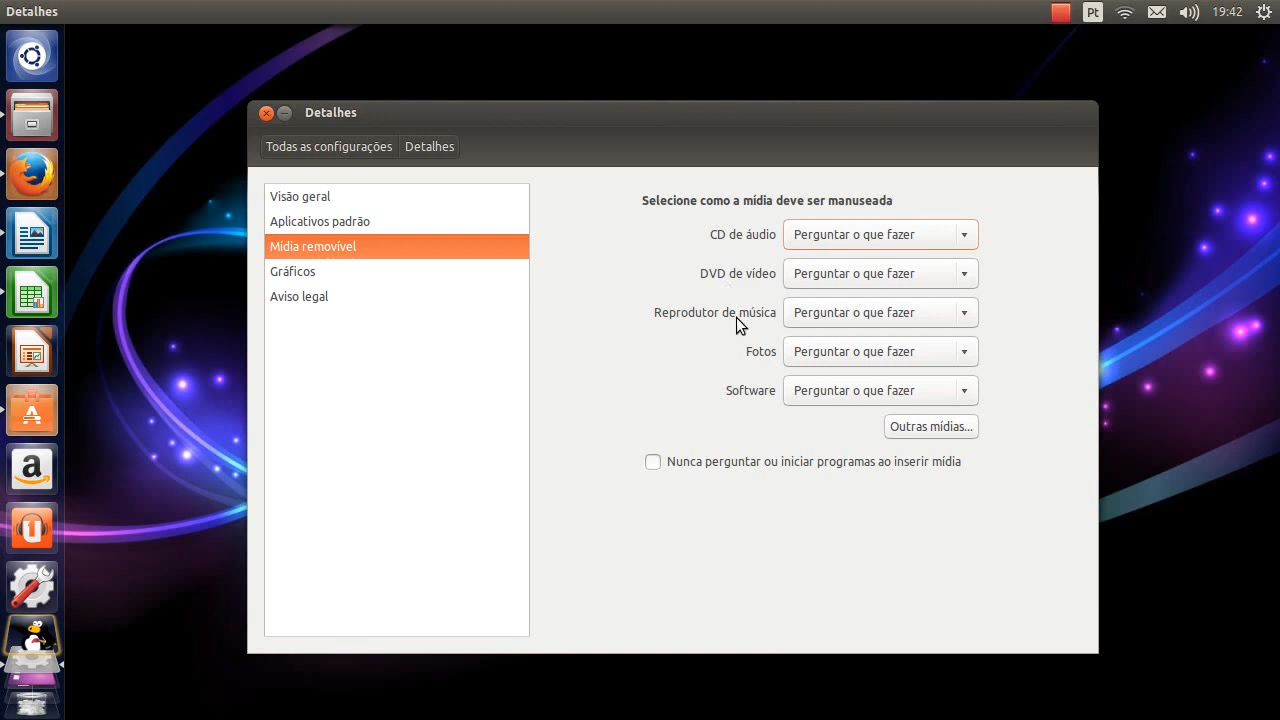 Detalhes
Pt
19:42
Detalhes
Todas as configurações
Detalhes
Visão geral
Aplicativos padrão
Mídia removível
Gráficos
Aviso legal
Selecione como a mídia deve ser manuseada
CD de áudio Perguntar o que fazer
DVD de vídeo Perguntar o que fazer
Reprodutor de música Perguntar o que fazer
Fotos Perguntar o que fazer
Software Perguntar o que fazer
Outras mídias...
Nunca perguntar ou iniciar programas ao inserir mídia